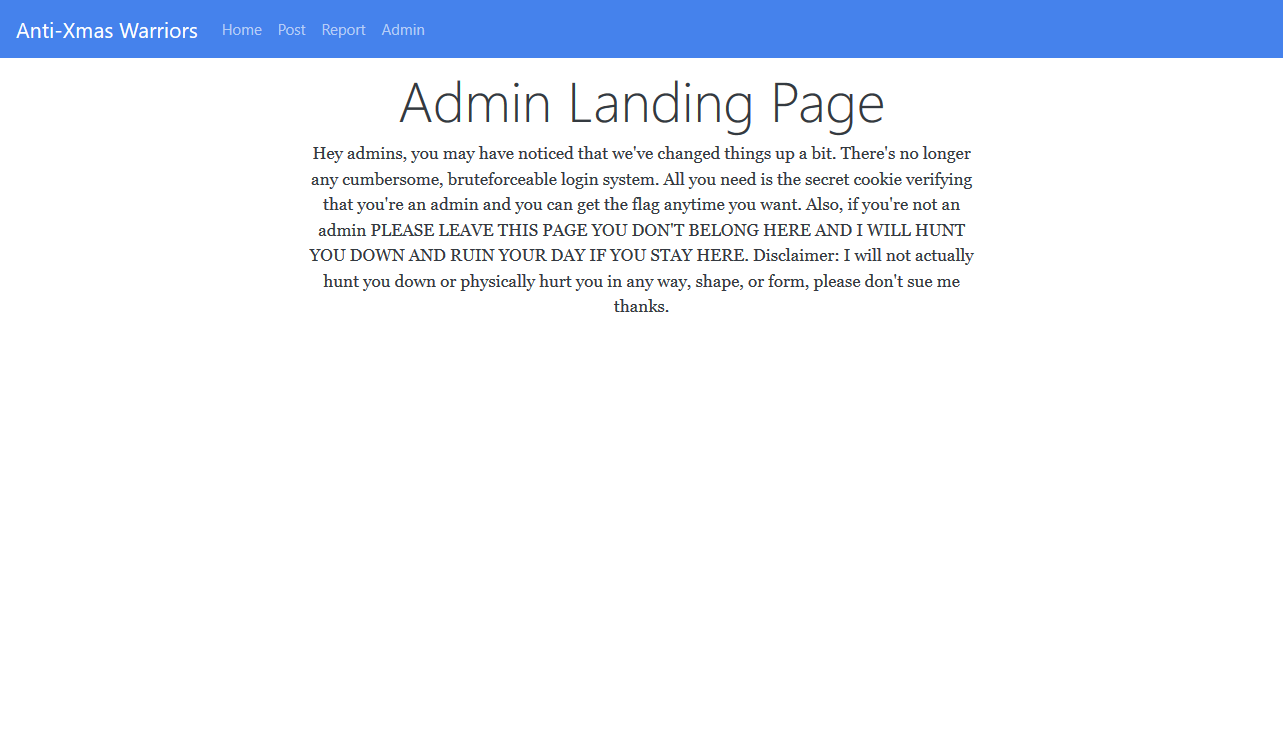 Anti-Xmas Warriors Home Post Report Admin
Admin Landing Page
Hey admins, you may have noticed that we've changed things up a bit. There's no longer
any cumbersome, bruteforceable login system. All you need is the secret cookie verifying
that you're an admin and you can get the flag anytime you want. Also, if you're not an
admin PLEASE LEAVE THIS PAGE YOU DON'T BELONG HERE AND I WILL HUNT
YOU DOWN AND RUIN YOUR DAY IF YOU STAY HERE. Disclaimer: I will not actually
hunt you down or physically hurt you in any way, shape, or form, please don't sue me
thanks.